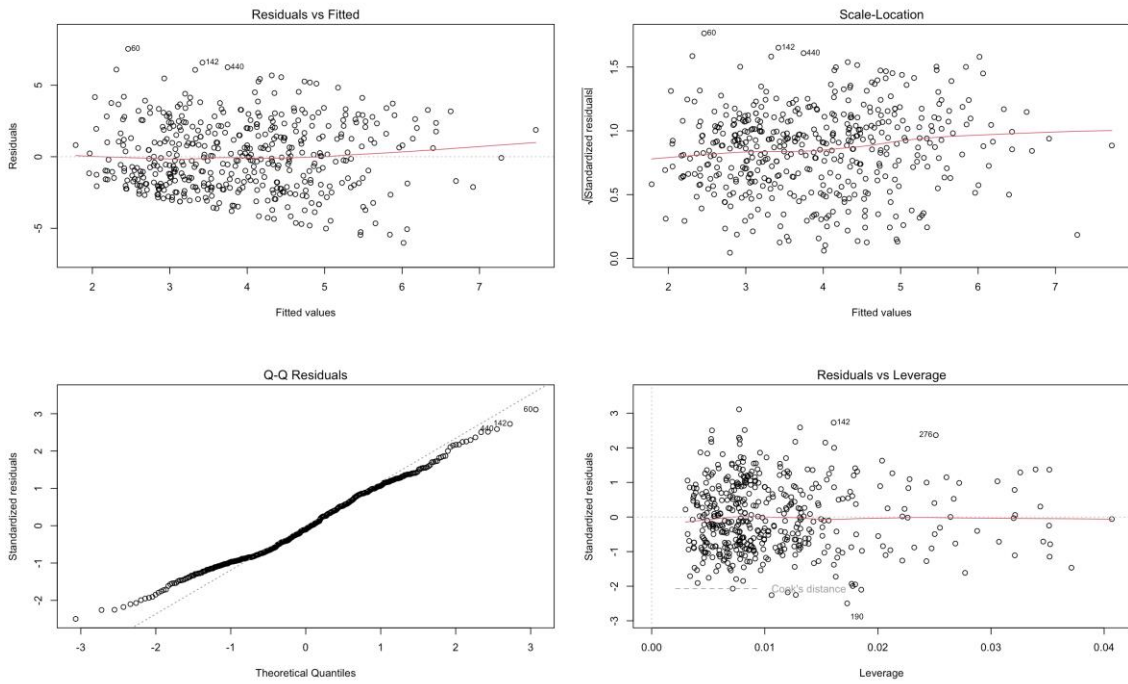 Residuals vs Fitted
Residuals
5
0
-5
60
142
440
2 3 4 5 6 7
Fitted values
Scale-Location
√|Standardized residuals|
1.5
1.0
0.5
0.0
60
142
440
2 3 4 5 6 7
Fitted values
Q-Q Residuals
Standardized residuals
3
2
1
0
-1
-2
60
142
440
-3 -2 -1 0 1 2 3
Theoretical Quantiles
Residuals vs Leverage
Standardized residuals
3
2
1
0
-1
-2
-3
142
276
Cook's distance
190
0.00 0.01 0.02 0.03 0.04
Leverage